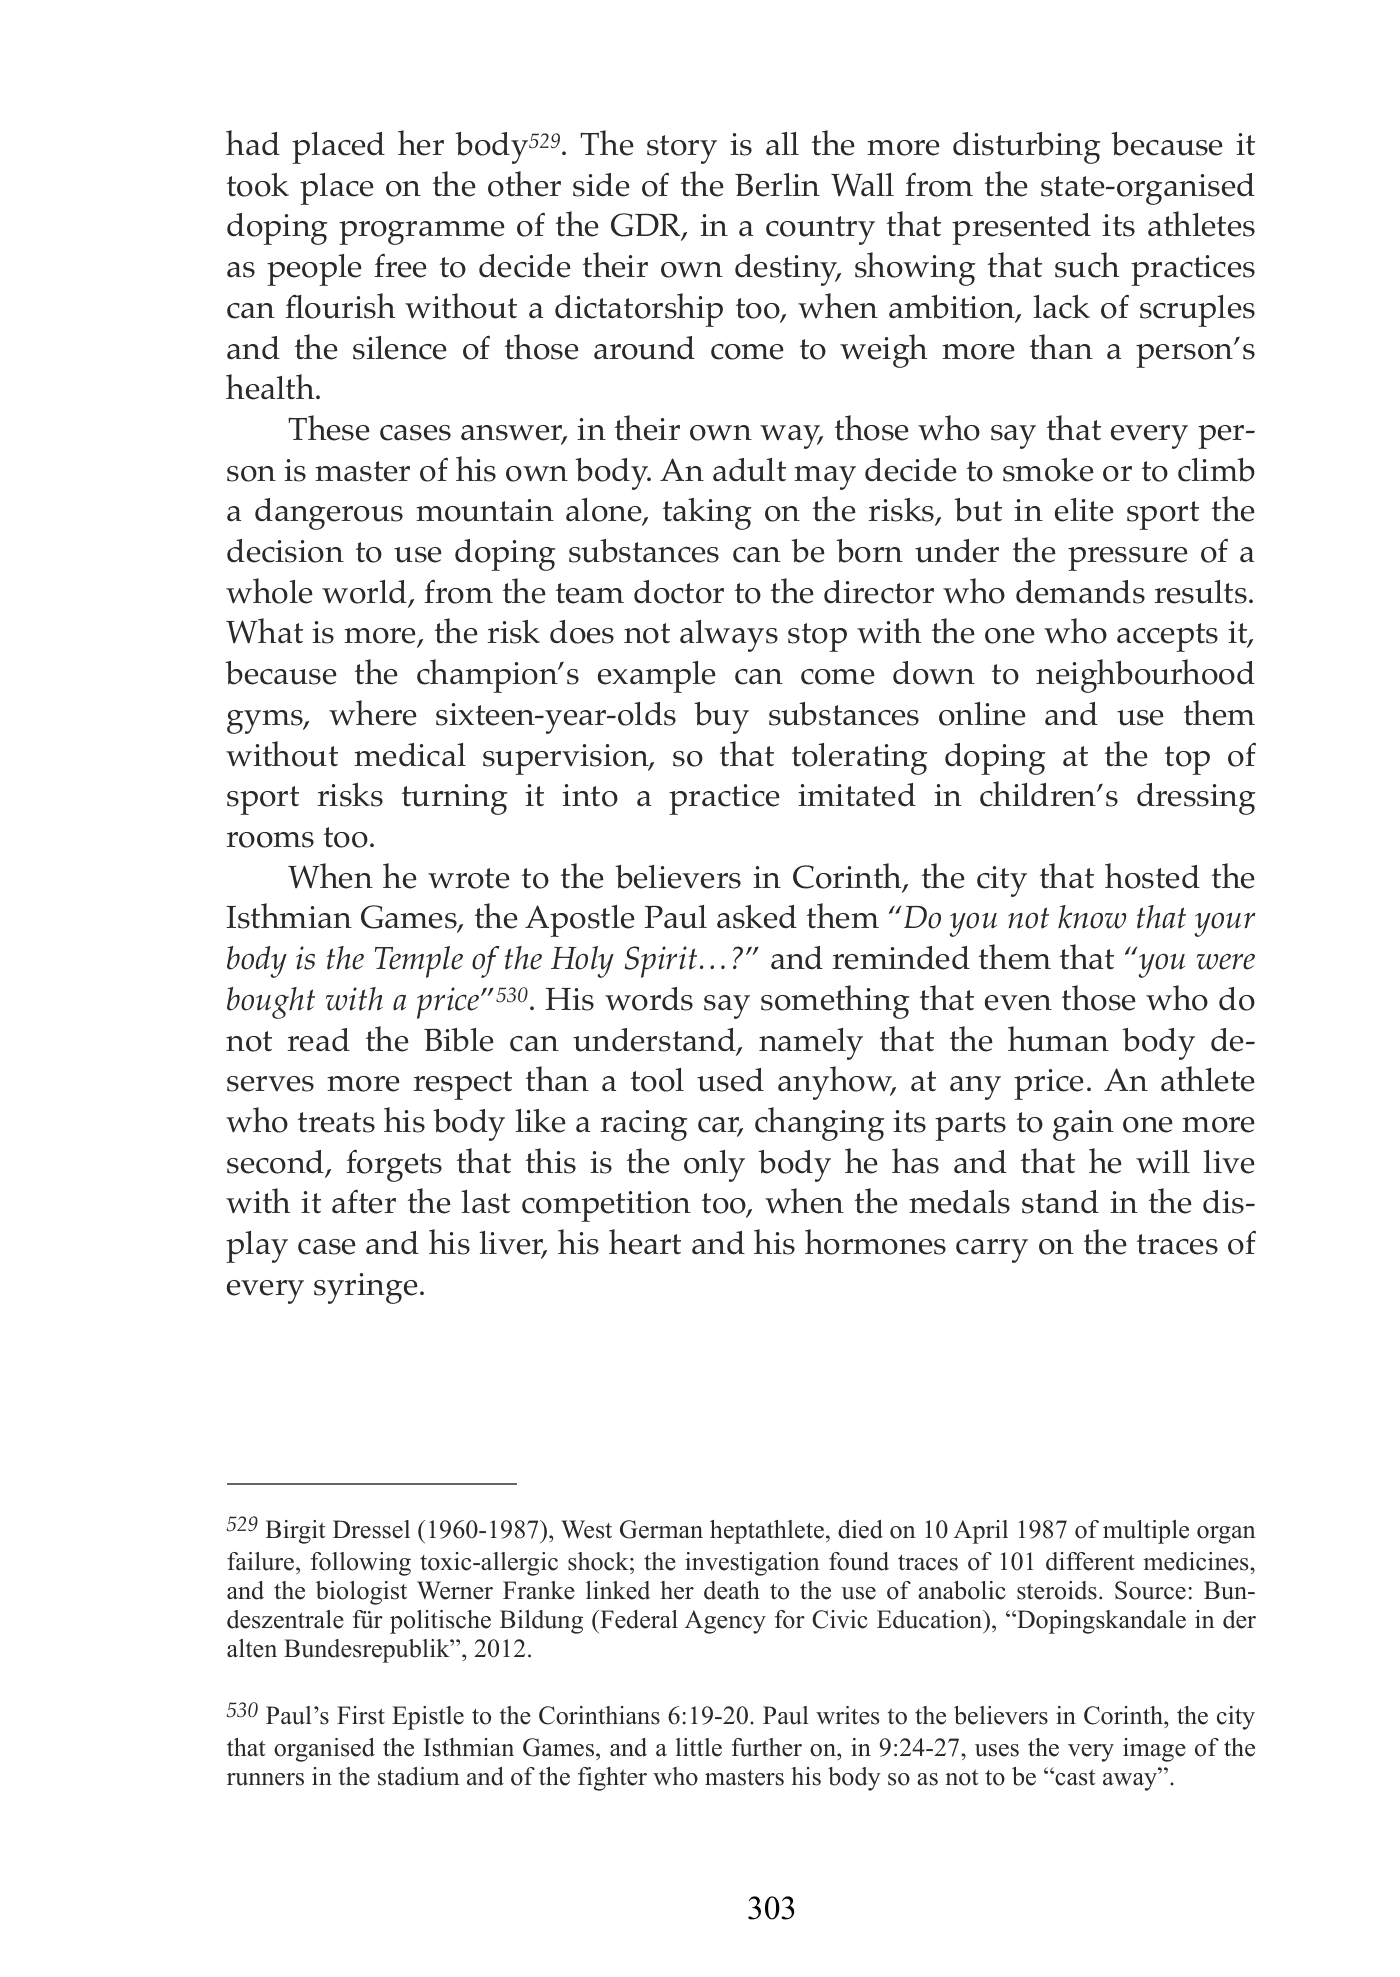 had placed her body529. The story is all the more disturbing because it
took place on the other side of the Berlin Wall from the state-organised
doping programme of the GDR, in a country that presented its athletes
as people free to decide their own destiny, showing that such practices
can flourish without a dictatorship too, when ambition, lack of scruples
and the silence of those around come to weigh more than a person’s
health.
These cases answer, in their own way, those who say that every per-
son is master of his own body. An adult may decide to smoke or to climb
a dangerous mountain alone, taking on the risks, but in elite sport the
decision to use doping substances can be born under the pressure of a
whole world, from the team doctor to the director who demands results.
What is more, the risk does not always stop with the one who accepts it,
because the champion’s example can come down to neighbourhood
gyms, where sixteen-year-olds buy substances online and use them
without medical supervision, so that tolerating doping at the top of
sport risks turning it into a practice imitated in children’s dressing
rooms too.
When he wrote to the believers in Corinth, the city that hosted the
Isthmian Games, the Apostle Paul asked them “Do you not know that your
body is the Temple of the Holy Spirit…?” and reminded them that “you were
bought with a price”530. His words say something that even those who do
not read the Bible can understand, namely that the human body de-
serves more respect than a tool used anyhow, at any price. An athlete
who treats his body like a racing car, changing its parts to gain one more
second, forgets that this is the only body he has and that he will live
with it after the last competition too, when the medals stand in the dis-
play case and his liver, his heart and his hormones carry on the traces of
every syringe.
529 Birgit Dressel (1960-1987), West German heptathlete, died on 10 April 1987 of multiple organ
failure, following toxic-allergic shock; the investigation found traces of 101 different medicines,
and the biologist Werner Franke linked her death to the use of anabolic steroids. Source: Bun-
deszentrale für politische Bildung (Federal Agency for Civic Education), “Dopingskandale in der
alten Bundesrepublik”, 2012.
530 Paul’s First Epistle to the Corinthians 6:19-20. Paul writes to the believers in Corinth, the city
that organised the Isthmian Games, and a little further on, in 9:24-27, uses the very image of the
runners in the stadium and of the fighter who masters his body so as not to be “cast away”.
303